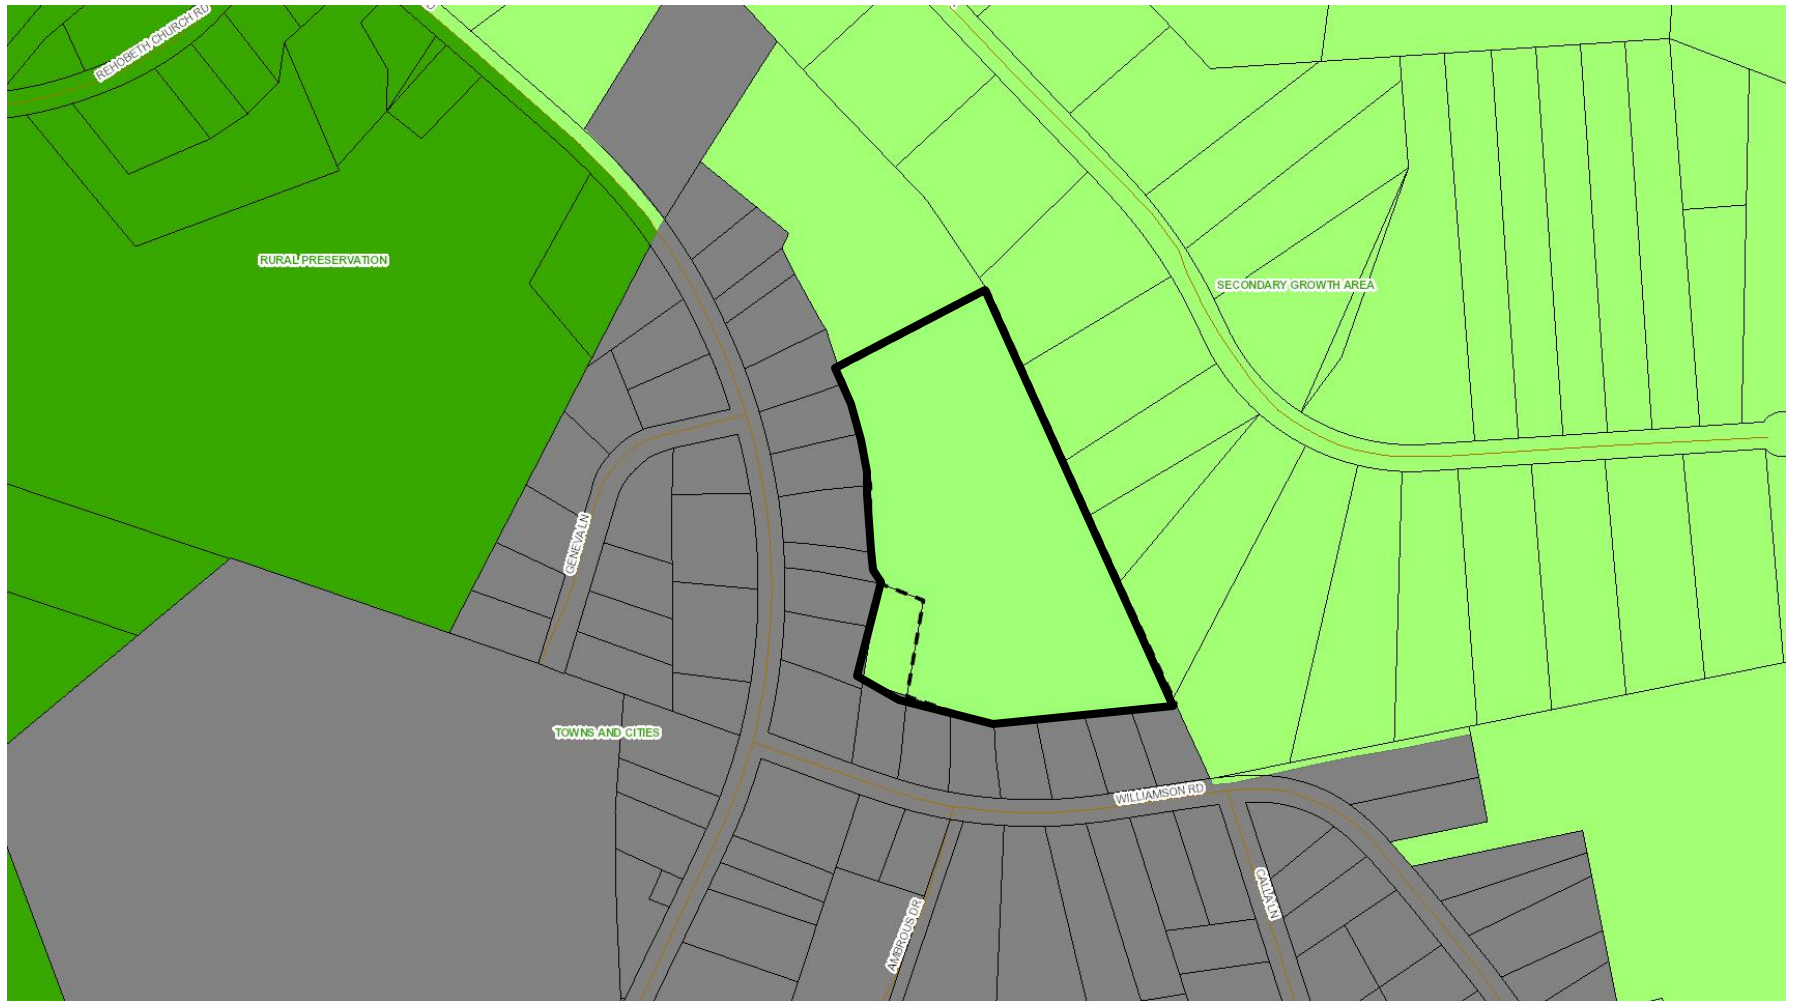 REHOBETH CHURCH RD
RURAL PRESERVATION
SECONDARY GROWTH AREA
GENEVA LN
TOWNS AND CITIES
WILLIAMSON RD
CALLA LN
AMBROUS DR